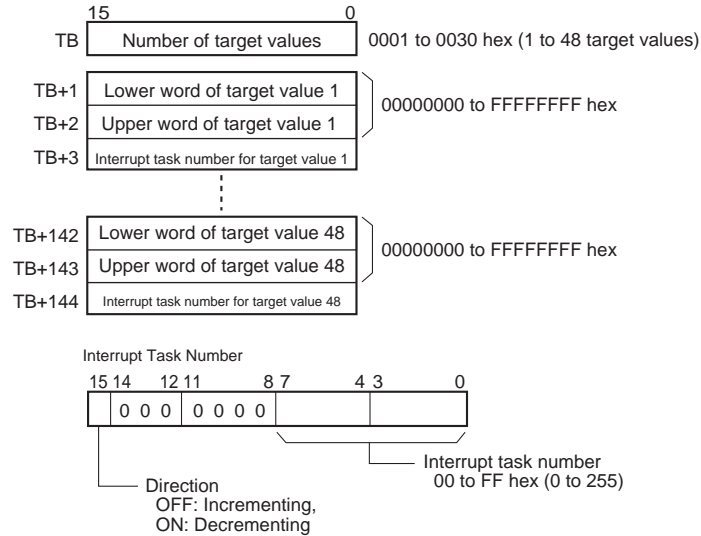 15 0
TB Number of target values 0001 to 0030 hex (1 to 48 target values)
TB+1 Lower word of target value 1
00000000 to FFFFFFFF hex
TB+2 Upper word of target value 1
TB+3 Interrupt task number for target value 1
TB+142 Lower word of target value 48
00000000 to FFFFFFFF hex
TB+143 Upper word of target value 48
TB+144 Interrupt task number for target value 48
Interrupt Task Number
15 14 12 11 8 7 4 3 0
0 0 0 0 0 0 0
Interrupt task number
00 to FF hex (0 to 255)
Direction
OFF: Incrementing,
ON: Decrementing